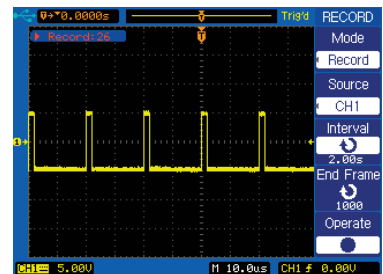 0.0000s Trig'd RECORD
Record:26
T
Mode
Record
Source
CH1
Interval
2.00s
End Frame
1000
Operate
1
CH1 5.00V M 10.0us CH1 0.00V